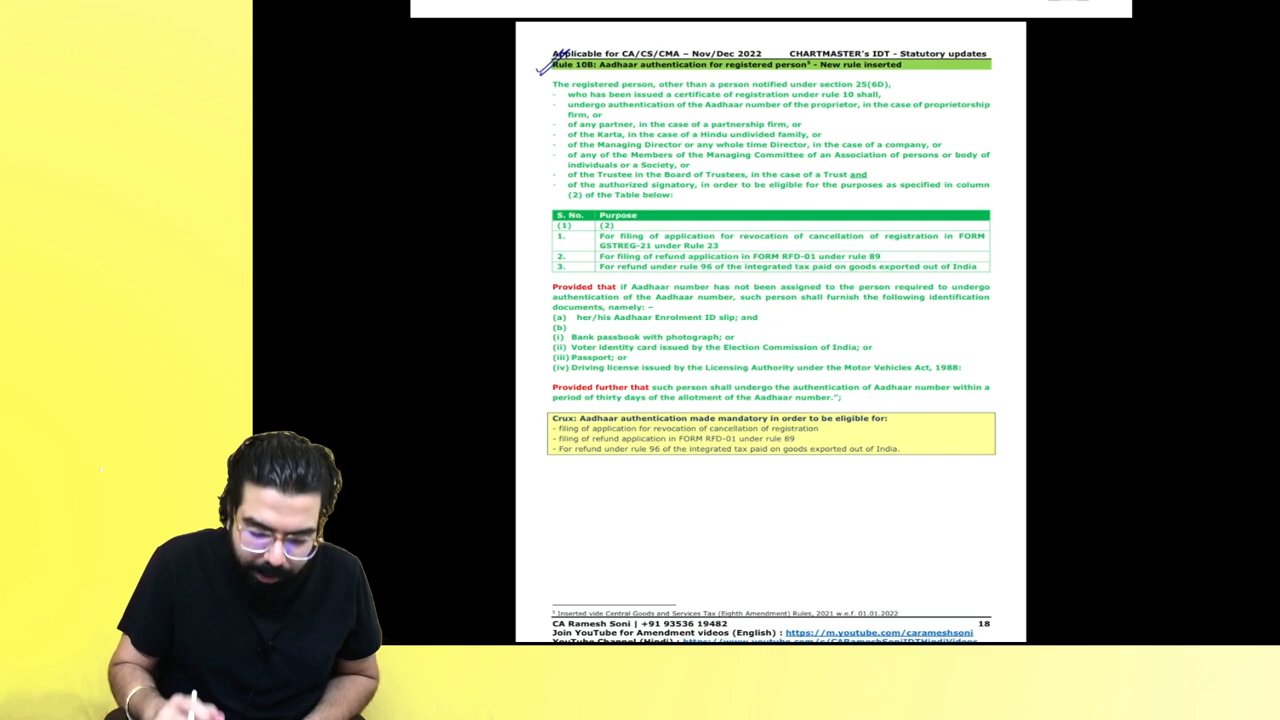 Applicable for CA/CS/CMA – Nov/Dec 2022 CHARTMASTER's IDT - Statutory updates
Rule 10B: Aadhaar authentication for registered person⁵ - New rule inserted
The registered person, other than a person notified under section 25(6D),
- who has been issued a certificate of registration under rule 10 shall,
- undergo authentication of the Aadhaar number of the proprietor, in the case of proprietorship
firm, or
- of any partner, in the case of a partnership firm, or
- of the Karta, in the case of a Hindu undivided family, or
- of the Managing Director or any whole time Director, in the case of a company, or
- of any of the Members of the Managing Committee of an Association of persons or body of
individuals or a Society, or
- of the Trustee in the Board of Trustees, in the case of a Trust and
- of the authorized signatory, in order to be eligible for the purposes as specified in column
(2) of the Table below:
S. No. Purpose
(1) (2)
1. For filing of application for revocation of cancellation of registration in FORM
GSTREG-21 under Rule 23
2. For filing of refund application in FORM RFD-01 under rule 89
3. For refund under rule 96 of the integrated tax paid on goods exported out of India
Provided that if Aadhaar number has not been assigned to the person required to undergo
authentication of the Aadhaar number, such person shall furnish the following identification
documents, namely: –
(a) her/his Aadhaar Enrolment ID slip; and
(b)
(i) Bank passbook with photograph; or
(ii) Voter identity card issued by the Election Commission of India; or
(iii) Passport; or
(iv) Driving license issued by the Licensing Authority under the Motor Vehicles Act, 1988:
Provided further that such person shall undergo the authentication of Aadhaar number within a
period of thirty days of the allotment of the Aadhaar number.";
Crux: Aadhaar authentication made mandatory in order to be eligible for:
- filing of application for revocation of cancellation of registration
- filing of refund application in FORM RFD-01 under rule 89
- For refund under rule 96 of the integrated tax paid on goods exported out of India.
⁵ Inserted vide Central Goods and Services Tax (Eighth Amendment) Rules, 2021 w.e.f. 01.01.2022
CA Ramesh Soni | +91 93536 19482 18
Join YouTube for Amendment videos (English) : https://m.youtube.com/carameshsoni
YouTube Channel (Hindi) : https://www.youtube.com/c/CARameshSoniIDTHindiVideos